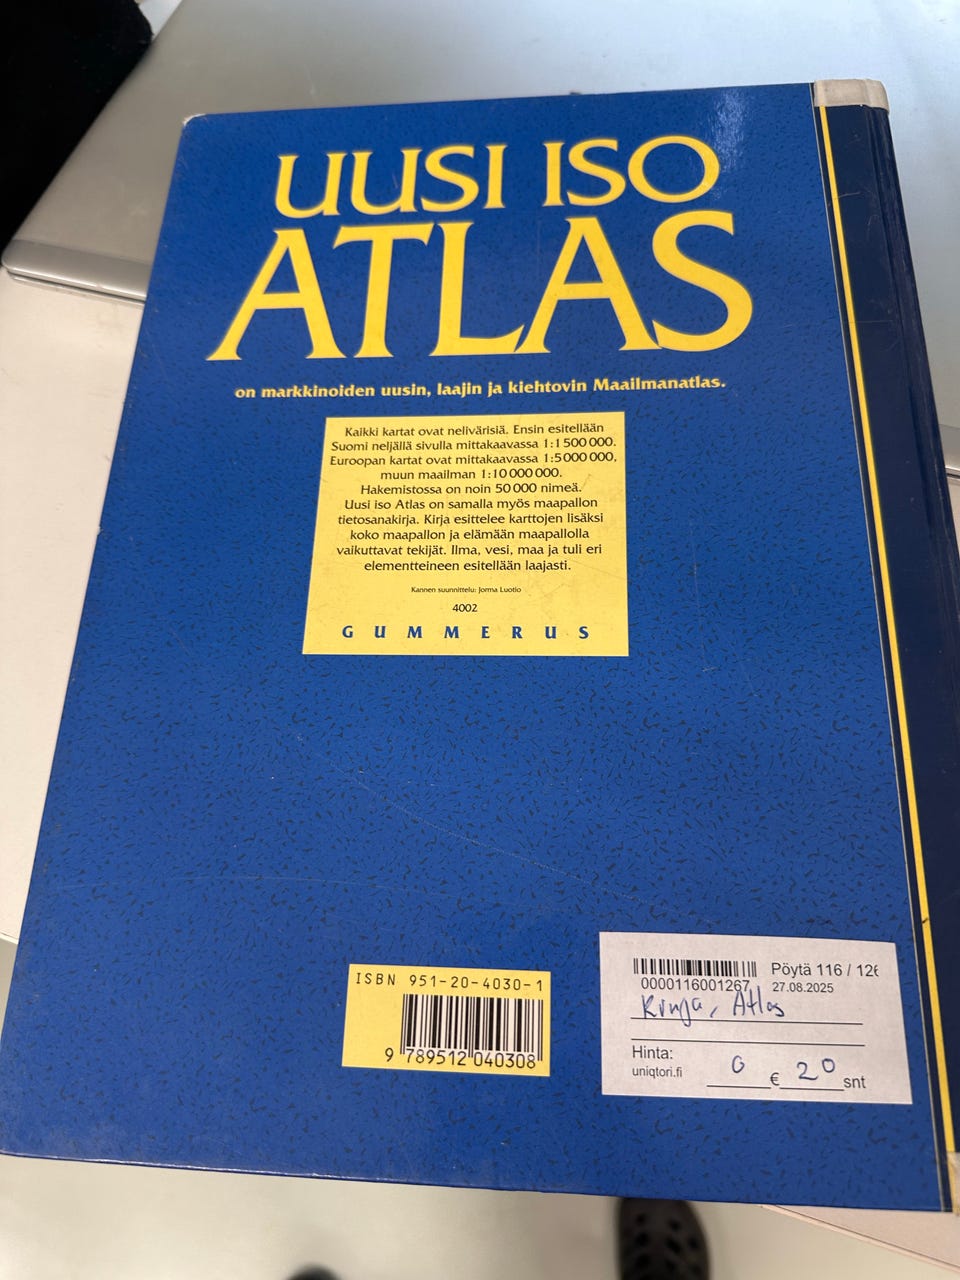 UUSI ISO
ATLAS
on markkinoiden uusin, laajin ja kiehtovin Maailmanatlas.
Kaikki kartat ovat nelivärisiä. Ensin esitellään
Suomi neljällä sivulla mittakaavassa 1:1 500 000.
Euroopan kartat ovat mittakaavassa 1:5 000 000,
muun maailman 1:10 000 000.
Hakemistossa on noin 50 000 nimeä.
Uusi iso Atlas on samalla myös maapallon
tietosanakirja. Kirja esittelee karttojen lisäksi
koko maapallon ja elämään maapallolla
vaikuttavat tekijät. Ilma, vesi, maa ja tuli eri
elementteineen esitellään laajasti.
Kannen suunnittelu: Jorma Luotio
4002
GUMMERUS
ISBN 951-20-4030-1
9 789512 040308
Pöytä 116 / 126
0000116001267 27.08.2025
Kirja, Atlas
Hinta:
uniqtori.fi 0 € 20 snt